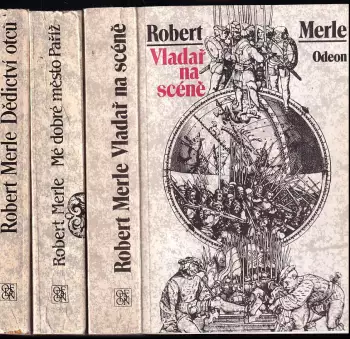 Robert Merle Dědictví otců
Robert Merle Mé dobré město Paříž
Robert Merle Vladař na scéně
Robert Merle
Vladař
na
scéně
Odeon